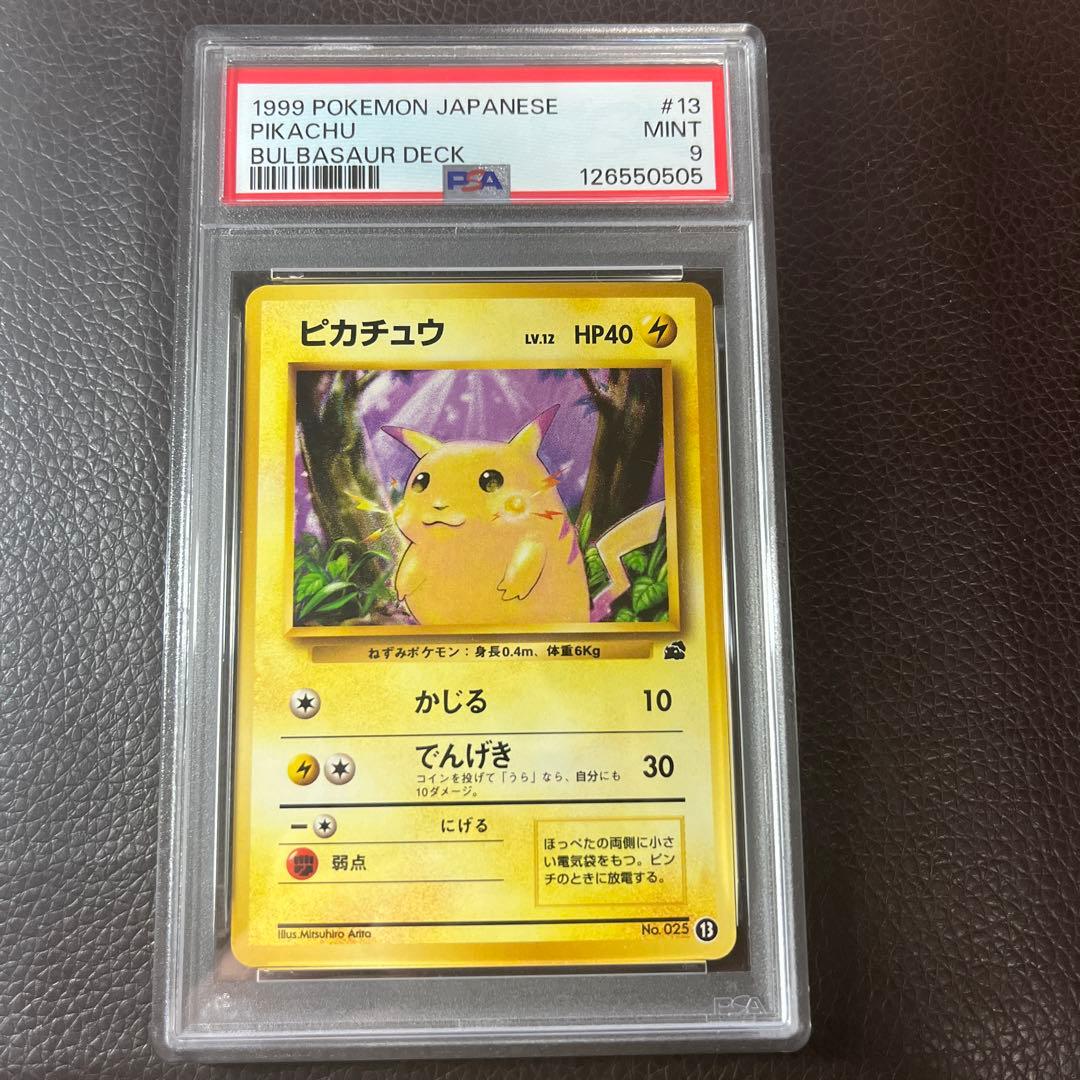 1999 POKEMON JAPANESE #13
PIKACHU MINT
BULBASAUR DECK 9
PSA 126550505
ピカチュウ LV.12 HP40
ねずみポケモン：身長0.4m、体重6Kg
かじる 10
でんげき 30
コインを投げて「うら」なら、自分にも
10ダメージ。
にげる
弱点
ほっぺたの両側に小さ
い電気袋をもつ。ピン
チのときに放電する。
Illus.Mitsuhiro Arita No.025 13
PSA